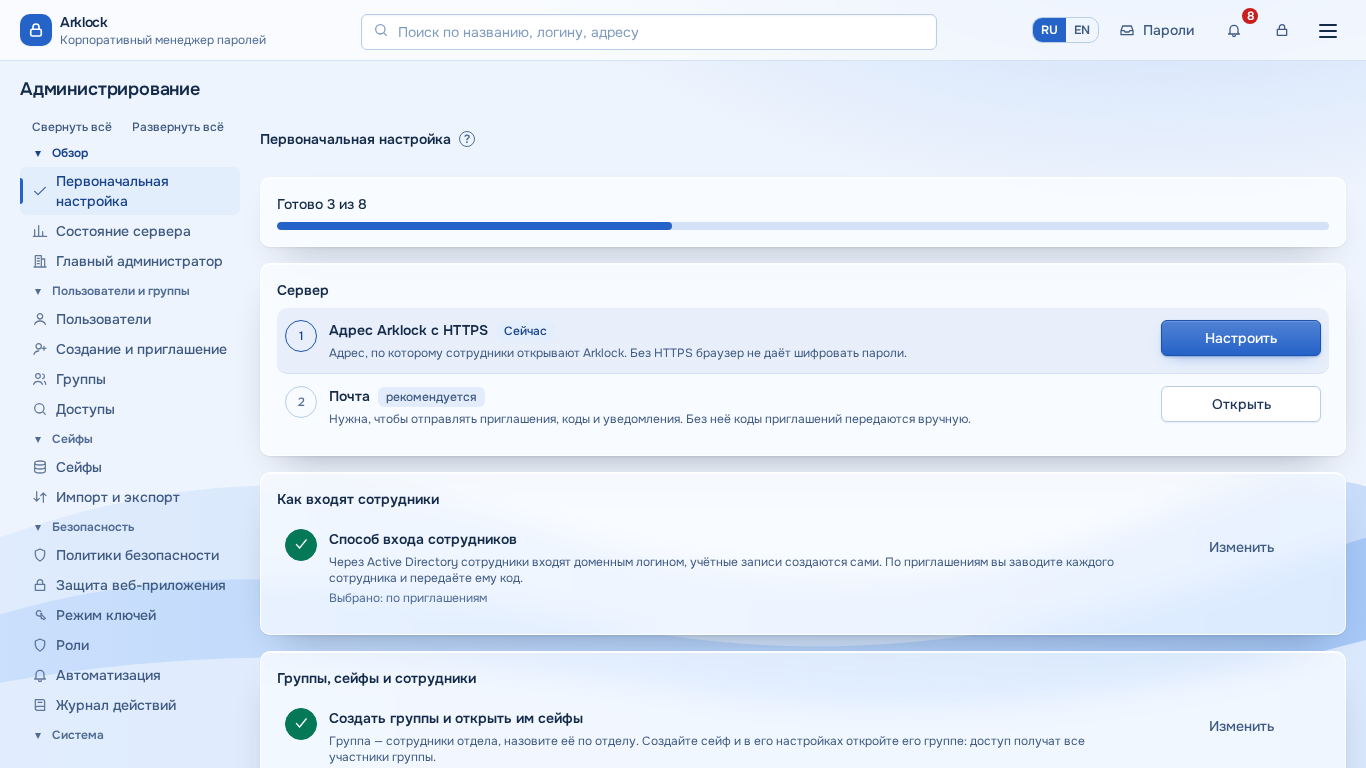 Arklock
Корпоративный менеджер паролей
Поиск по названию, логину, адресу
RU EN
Пароли
8
Администрирование
Свернуть всё Развернуть всё
Обзор
Первоначальная
настройка
Состояние сервера
Главный администратор
Пользователи и группы
Пользователи
Создание и приглашение
Группы
Доступы
Сейфы
Сейфы
Импорт и экспорт
Безопасность
Политики безопасности
Защита веб-приложения
Режим ключей
Роли
Автоматизация
Журнал действий
Система
Первоначальная настройка ?
Готово 3 из 8
Сервер
1
Адрес Arklock с HTTPS Сейчас
Адрес, по которому сотрудники открывают Arklock. Без HTTPS браузер не даёт шифровать пароли.
Настроить
2
Почта рекомендуется
Нужна, чтобы отправлять приглашения, коды и уведомления. Без неё коды приглашений передаются вручную.
Открыть
Как входят сотрудники
Способ входа сотрудников
Через Active Directory сотрудники входят доменным логином, учётные записи создаются сами. По приглашениям вы заводите каждого
сотрудника и передаёте ему код.
Выбрано: по приглашениям
Изменить
Группы, сейфы и сотрудники
Создать группы и открыть им сейфы
Группа — сотрудники отдела, назовите её по отделу. Создайте сейф и в его настройках откройте его группе: доступ получат все
участники группы.
Изменить